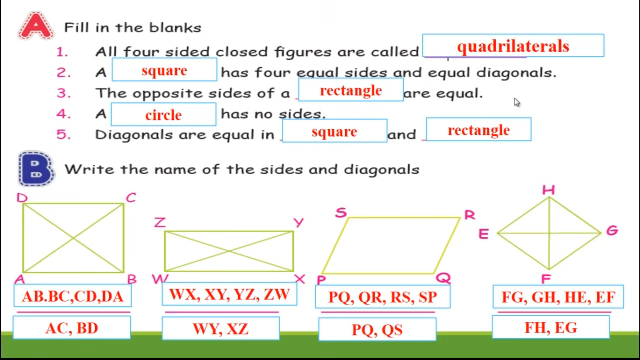 A Fill in the blanks
1. All four sided closed figures are called quadrilaterals
2. A square has four equal sides and equal diagonals.
3. The opposite sides of a rectangle are equal.
4. A circle has no sides.
5. Diagonals are equal in square and rectangle
B Write the name of the sides and diagonals
D C
A B
Z Y
W X
S R
P Q
H
E G
F
AB.BC,CD,DA WX, XY, YZ, ZW PQ, QR, RS, SP FG, GH, HE, EF
AC, BD WY, XZ PQ, QS FH, EG